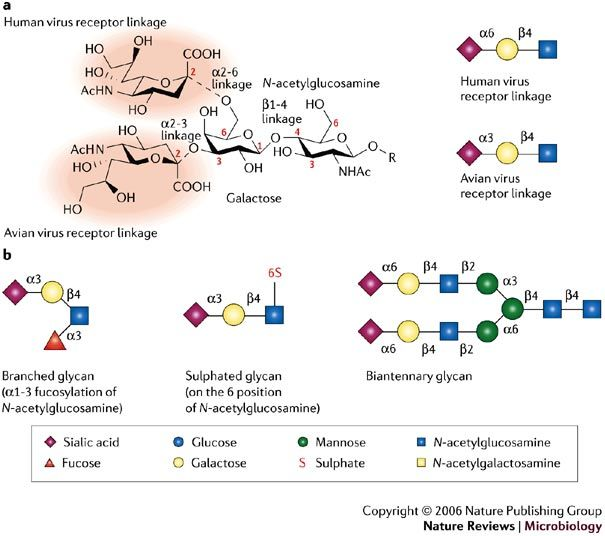 a
Human virus receptor linkage
HO
OH
HO
HO
COOH
2
AcHN
O
HO
α2-6
linkage
N-acetylglucosamine
α2-3
linkage
OH
O
β1-4
linkage
HO
6
OH
HO
AcHN
HO
O
2
O
COOH
HO
OH
6
O
3
OH
1
O
4
HO
3
6
O
NHAc
O
R
HO
Galactose
Avian virus receptor linkage
α6
β4
Human virus
receptor linkage
α3
β4
Avian virus
receptor linkage
b
α3
β4
α3
Branched glycan
(α1-3 fucosylation of
N-acetylglucosamine)
6S
α3
β4
Sulphated glycan
(on the 6 position
of N-acetylglucosamine)
α6
β4
β2
α3
β4
β4
α6
α6
β4
β2
Biantennary glycan
Sialic acid
Glucose
Mannose
N-acetylglucosamine
Fucose
Galactose
S Sulphate
N-acetylgalactosamine
Copyright © 2006 Nature Publishing Group
Nature Reviews | Microbiology